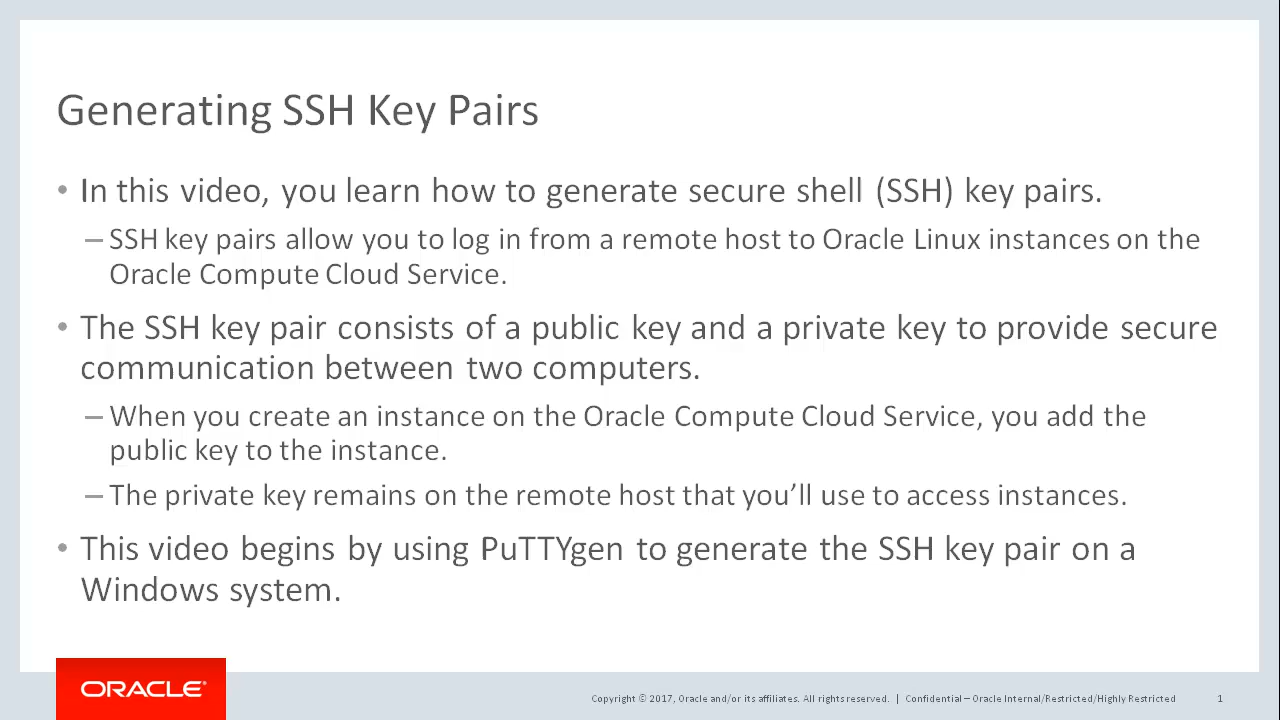 Generating SSH Key Pairs
• In this video, you learn how to generate secure shell (SSH) key pairs.
– SSH key pairs allow you to log in from a remote host to Oracle Linux instances on the
Oracle Compute Cloud Service.
• The SSH key pair consists of a public key and a private key to provide secure
communication between two computers.
– When you create an instance on the Oracle Compute Cloud Service, you add the
public key to the instance.
– The private key remains on the remote host that you’ll use to access instances.
• This video begins by using PuTTYgen to generate the SSH key pair on a
Windows system.
ORACLE®
Copyright © 2017, Oracle and/or its affiliates. All rights reserved. | Confidential – Oracle Internal/Restricted/Highly Restricted 1